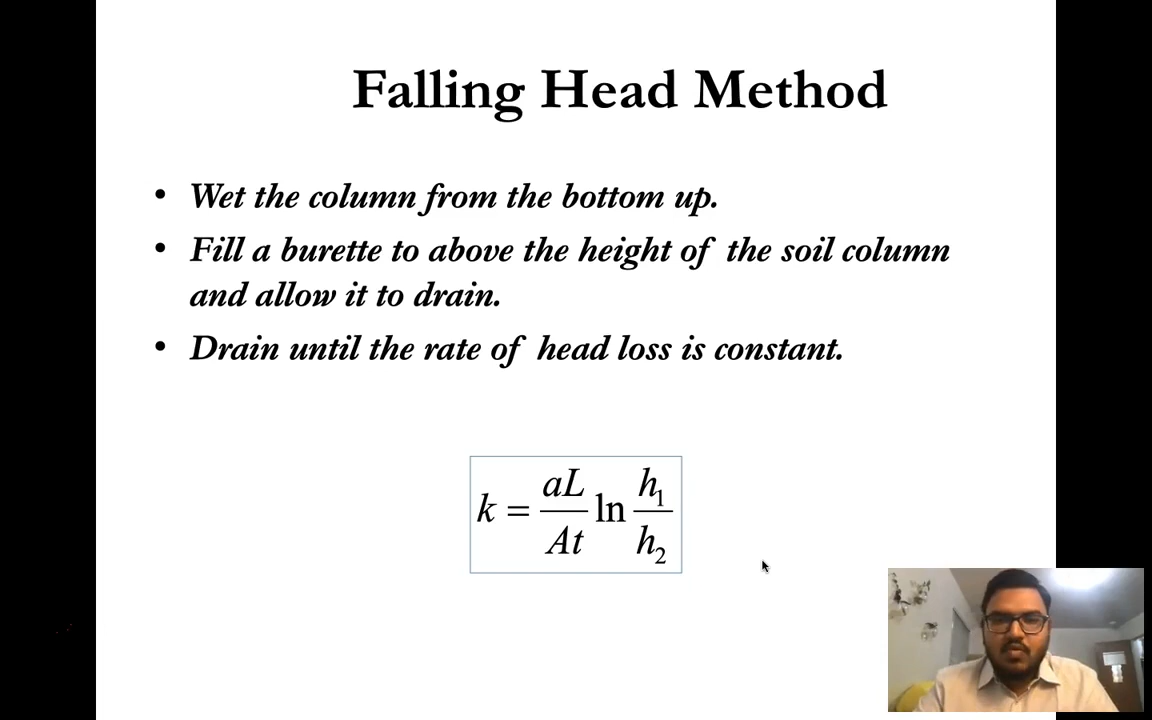 Falling Head Method
• Wet the column from the bottom up.
• Fill a burette to above the height of the soil column
and allow it to drain.
• Drain until the rate of head loss is constant.
k = aL/At ln h₁/h₂